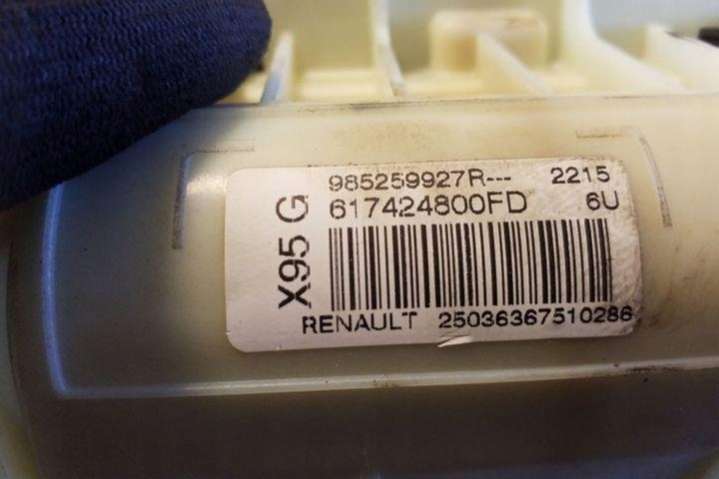 985259927R--- 2215
617424800FD 6U
X95 G
RENAULT 25036367510286